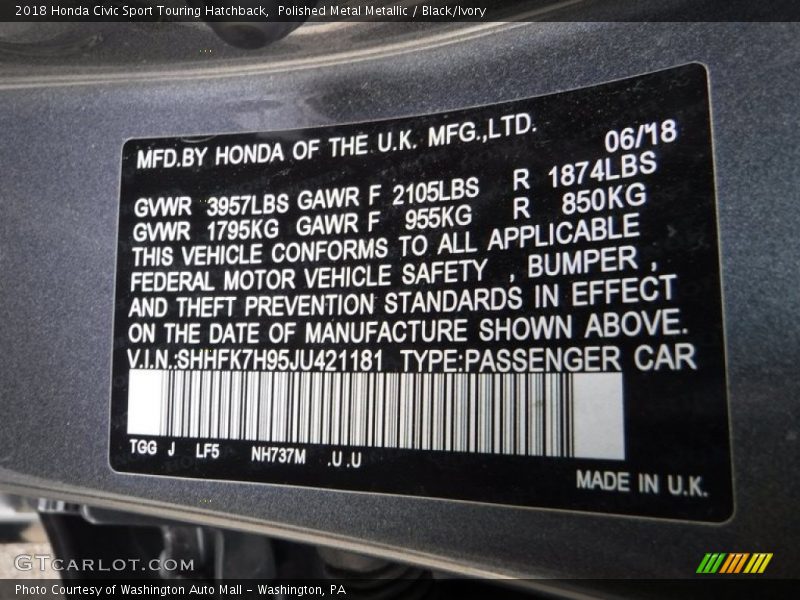 2018 Honda Civic Sport Touring Hatchback,  Polished Metal Metallic / Black/Ivory
MFD.BY HONDA OF THE U.K. MFG.,LTD. 06/'18
GVWR 3957LBS GAWR F 2105LBS R 1874LBS
GVWR 1795KG GAWR F 955KG R 850KG
THIS VEHICLE CONFORMS TO ALL APPLICABLE
FEDERAL MOTOR VEHICLE SAFETY , BUMPER ,
AND THEFT PREVENTION STANDARDS IN EFFECT
ON THE DATE OF MANUFACTURE SHOWN ABOVE.
V.I.N.:SHHFK7H95JU421181 TYPE:PASSENGER CAR
TGG J LF5 NH737M .U.U
MADE IN U.K.
GTCARLOT.COM
Photo Courtesy of Washington Auto Mall - Washington, PA